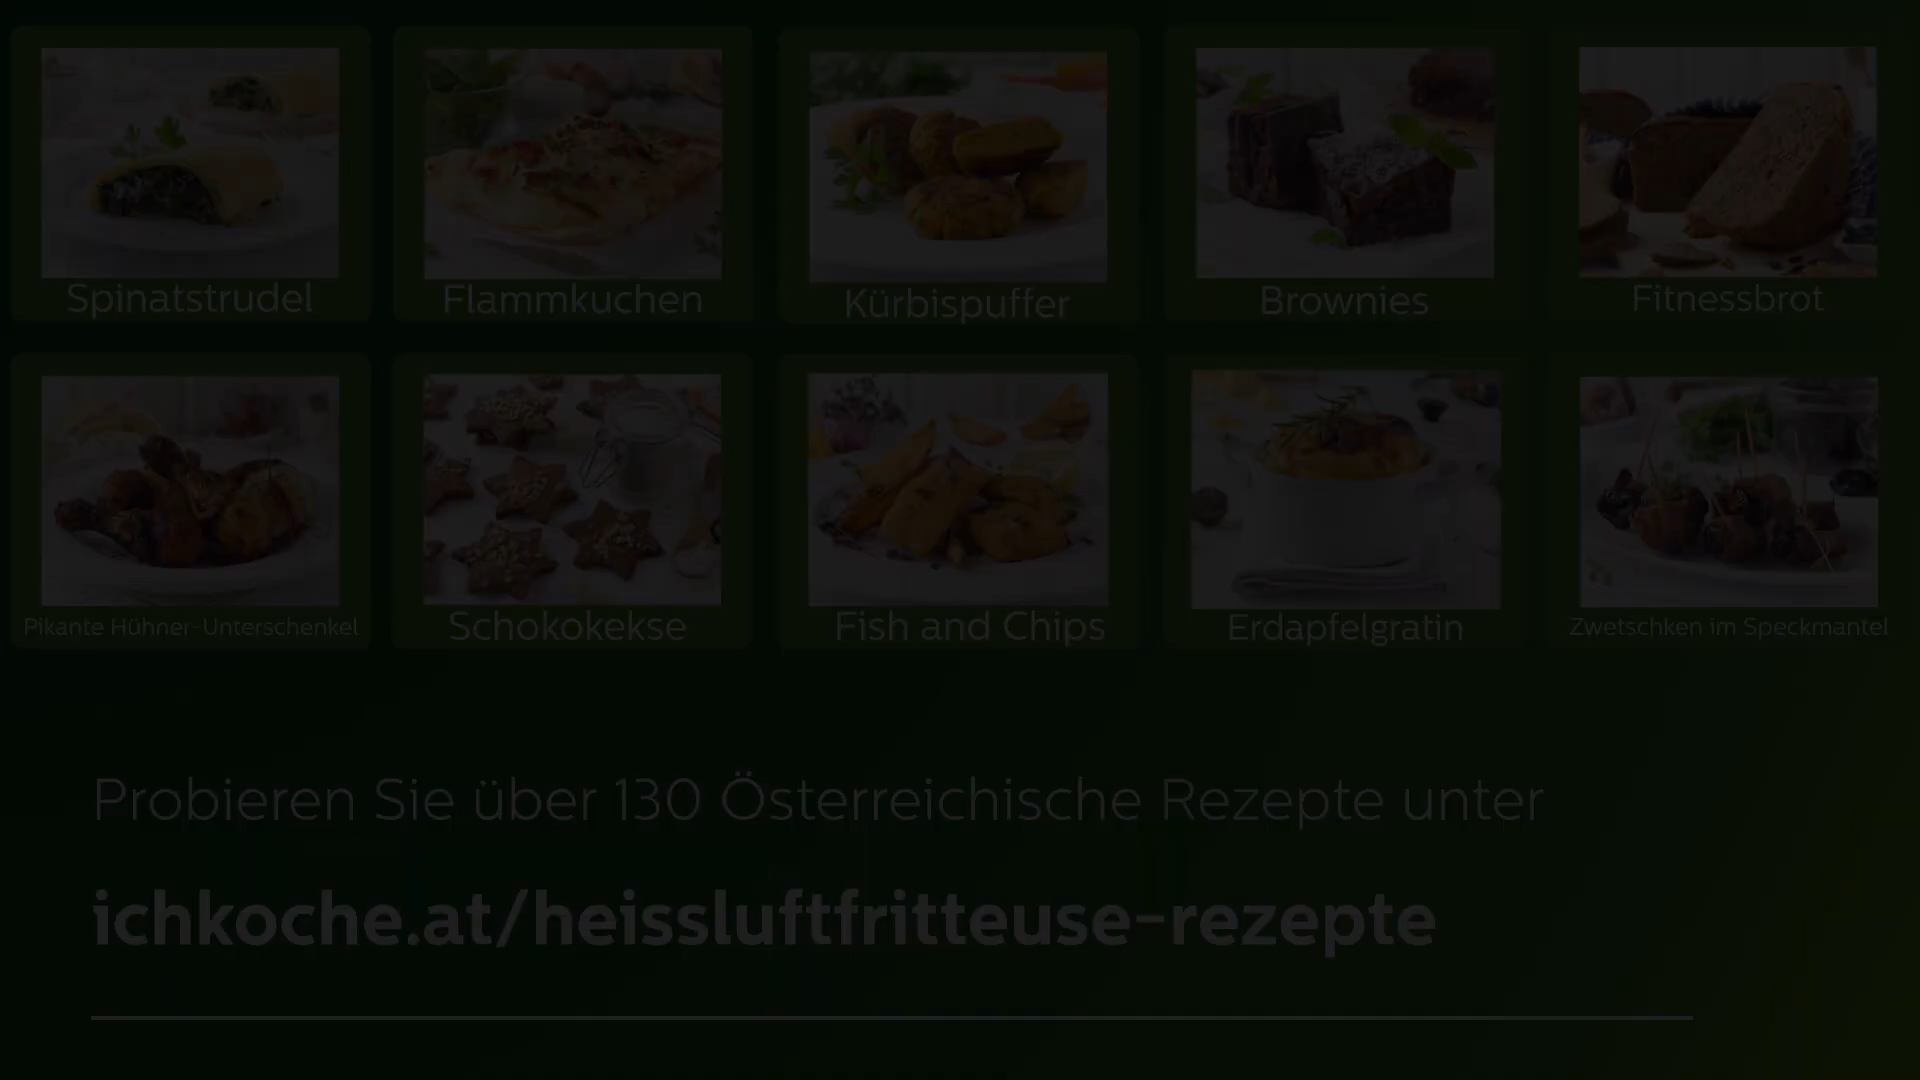 Spinatstrudel
Flammkuchen
Kürbispuffer
Brownies
Fitnessbrot
Pikante Hühner-Unterschenkel
Schokokekse
Fish and Chips
Erdapfelgratin
Zwetschken im Speckmantel
Probieren Sie über 130 Österreichische Rezepte unter
ichkoche.at/heissluftfritteuse-rezepte